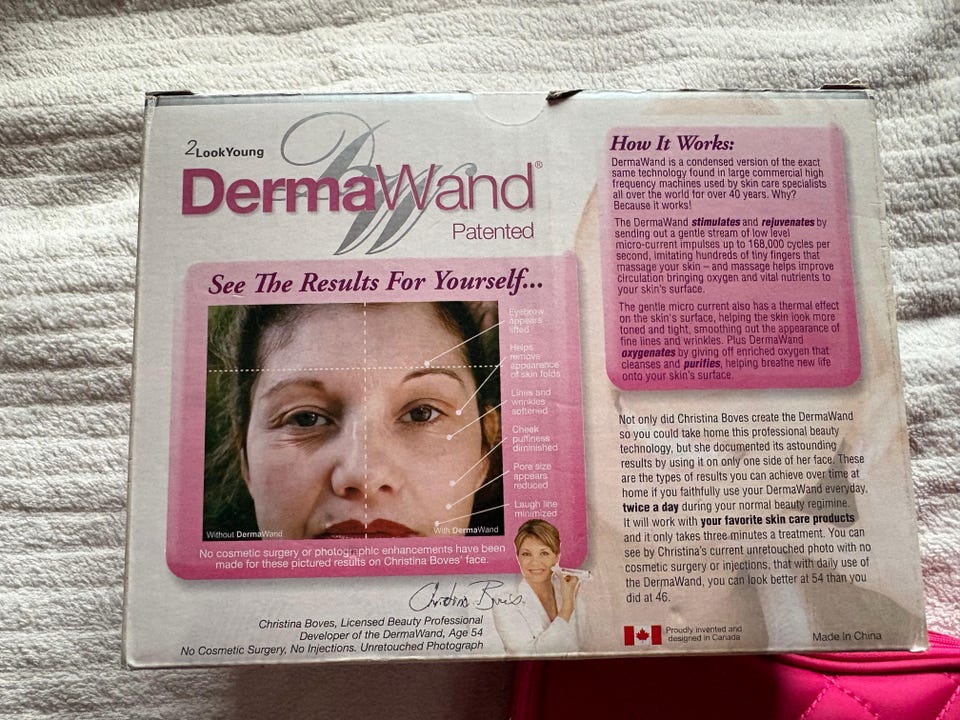 2LookYoung
DermaWand®
Patented
See The Results For Yourself...
Eyebrow
appears
lifted
Helps
remove
appearance
of skin folds
Lines and
wrinkles
softened
Cheek
puffiness
diminished
Pore size
appears
reduced
Laugh line
minimized
Without DermaWand
With DermaWand
No cosmetic surgery or photographic enhancements have been
made for these pictured results on Christina Boves' face.
Christina Boves
Christina Boves, Licensed Beauty Professional
Developer of the DermaWand, Age 54
No Cosmetic Surgery, No Injections. Unretouched Photograph
How It Works:
DermaWand is a condensed version of the exact
same technology found in large commercial high
frequency machines used by skin care specialists
all over the world for over 40 years. Why?
Because it works!
The DermaWand stimulates and rejuvenates by
sending out a gentle stream of low level
micro-current impulses up to 168,000 cycles per
second, imitating hundreds of tiny fingers that
massage your skin – and massage helps improve
circulation bringing oxygen and vital nutrients to
your skin's surface.
The gentle micro current also has a thermal effect
on the skin's surface, helping the skin look more
toned and tight, smoothing out the appearance of
fine lines and wrinkles. Plus DermaWand
oxygenates by giving off enriched oxygen that
cleanses and purifies, helping breathe new life
onto your skin's surface.
Not only did Christina Boves create the DermaWand
so you could take home this professional beauty
technology, but she documented its astounding
results by using it on only one side of her face. These
are the types of results you can achieve over time at
home if you faithfully use your DermaWand everyday,
twice a day during your normal beauty regimine.
It will work with your favorite skin care products
and it only takes three minutes a treatment. You can
see by Christina's current unretouched photo with no
cosmetic surgery or injections, that with daily use of
the DermaWand, you can look better at 54 than you
did at 46.
Proudly invented and
designed in Canada
Made In China